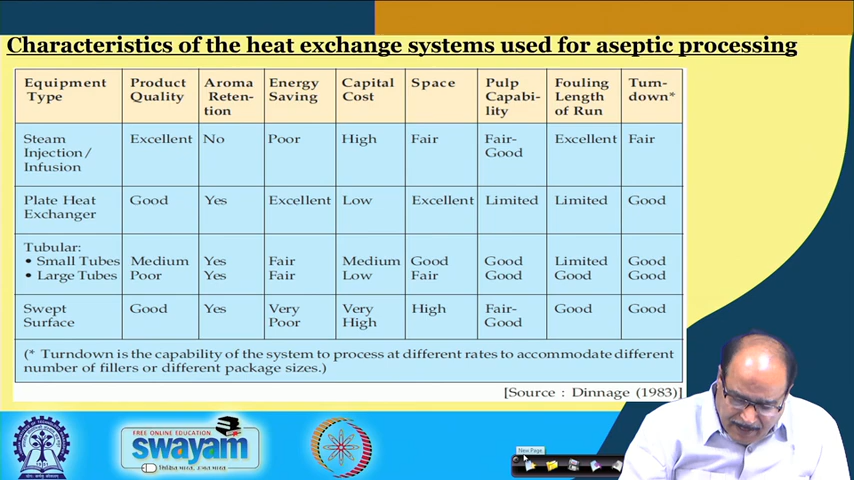 Characteristics of the heat exchange systems used for aseptic processing
Equipment Type | Product Quality | Aroma Reten-tion | Energy Saving | Capital Cost | Space | Pulp Capabi-lity | Fouling Length of Run | Turn-down*
Steam Injection/ Infusion | Excellent | No | Poor | High | Fair | Fair-Good | Excellent | Fair
Plate Heat Exchanger | Good | Yes | Excellent | Low | Excellent | Limited | Limited | Good
Tubular:
• Small Tubes | Medium | Yes | Fair | Medium | Good | Good | Limited | Good
• Large Tubes | Poor | Yes | Fair | Low | Fair | Good | Good | Good
Swept Surface | Good | Yes | Very Poor | Very High | High | Fair-Good | Good | Good
(* Turndown is the capability of the system to process at different rates to accommodate different
number of fillers or different package sizes.)
[Source : Dinnage (1983)]
FREE ONLINE EDUCATION
swayam
New Page